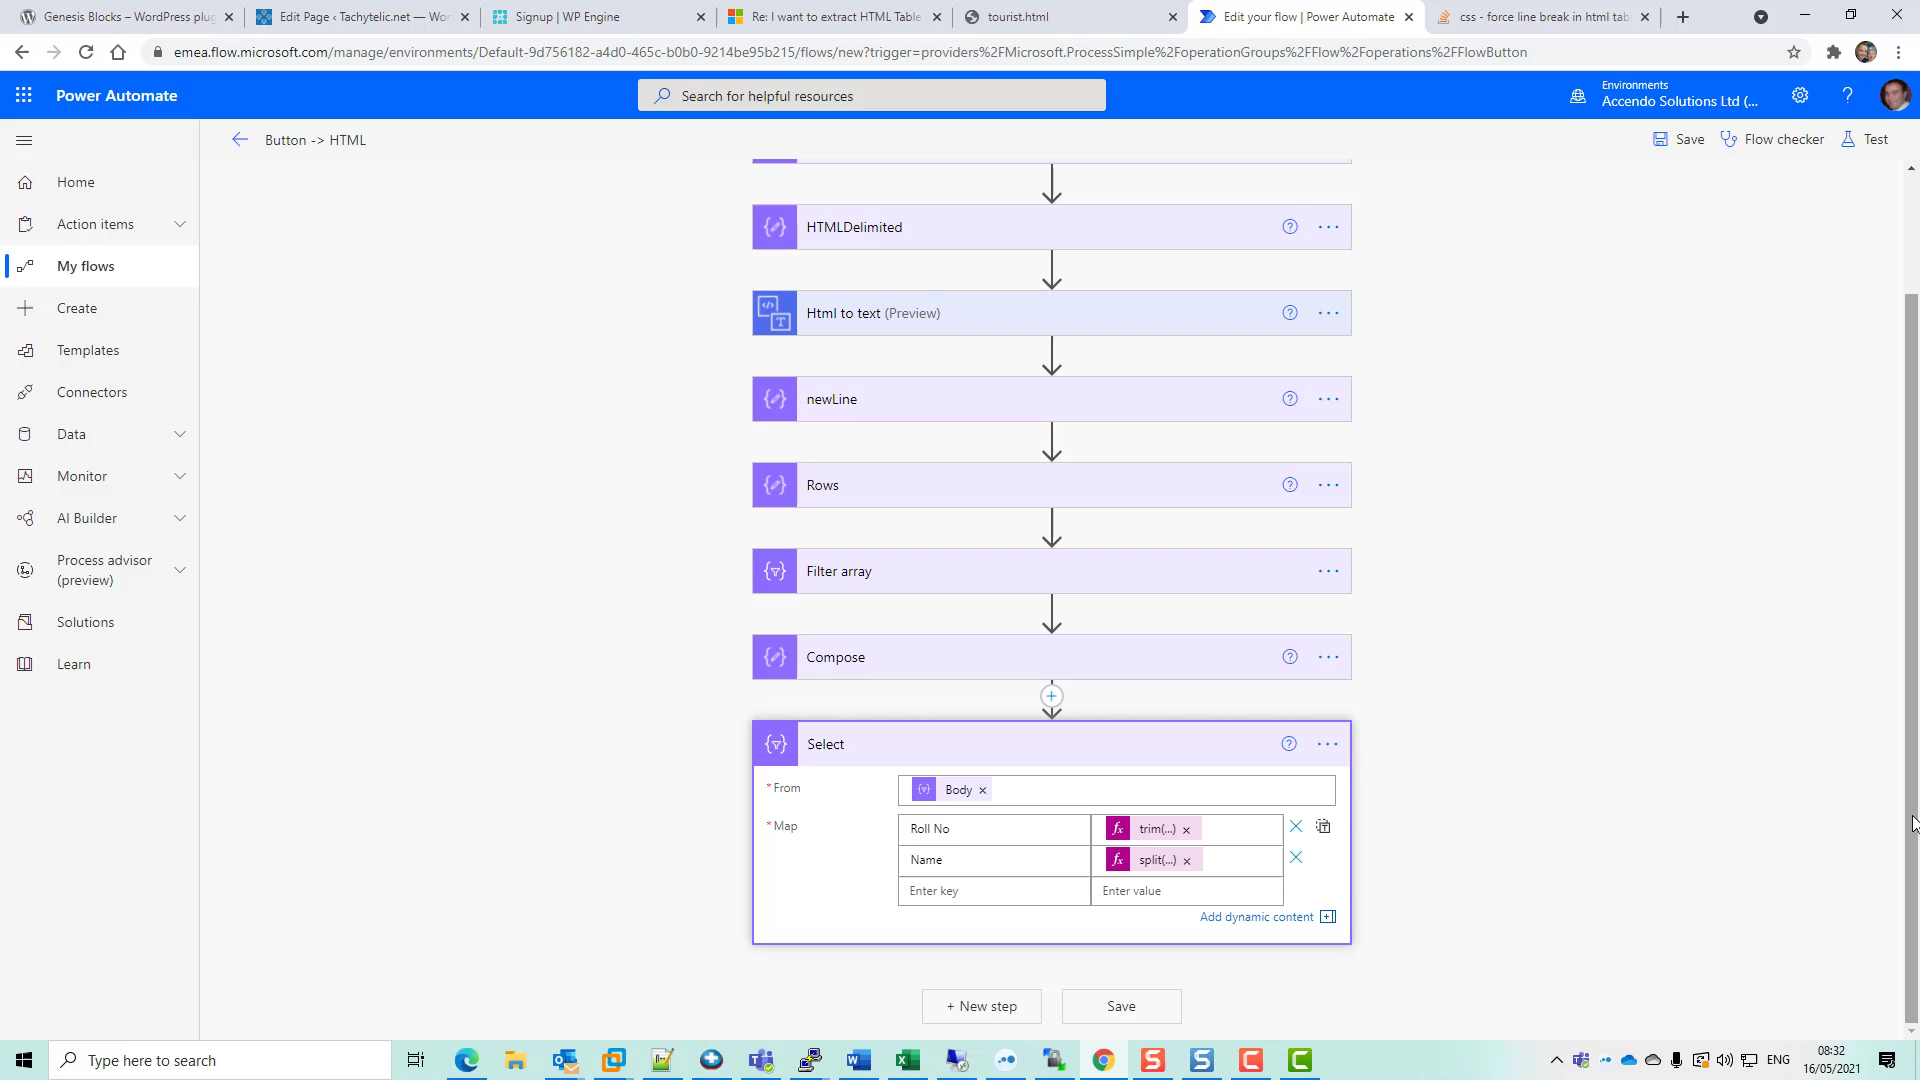 Genesis Blocks – WordPress plug
Edit Page ‹ Tachytelic.net — Wor
Signup | WP Engine
Re: I want to extract HTML Table
tourist.html
Edit your flow | Power Automate
css - force line break in html tabl
emea.flow.microsoft.com/manage/environments/Default-9d756182-a4d0-465c-b0b0-9214be95b215/flows/new?trigger=providers%2FMicrosoft.ProcessSimple%2FoperationGroups%2FFlow%2Foperations%2FFlowButton
Power Automate
Search for helpful resources
Environments
Accendo Solutions Ltd (...
Button -> HTML
Save
Flow checker
Test
Home
Action items
My flows
Create
Templates
Connectors
Data
Monitor
AI Builder
Process advisor
(preview)
Solutions
Learn
HTMLDelimited
Html to text (Preview)
newLine
Rows
Filter array
Compose
Select
* From
Body
* Map
Roll No
fx trim(...)
Name
fx split(...)
Enter key
Enter value
Add dynamic content
+ New step
Save
Type here to search
ENG
08:32
16/05/2021